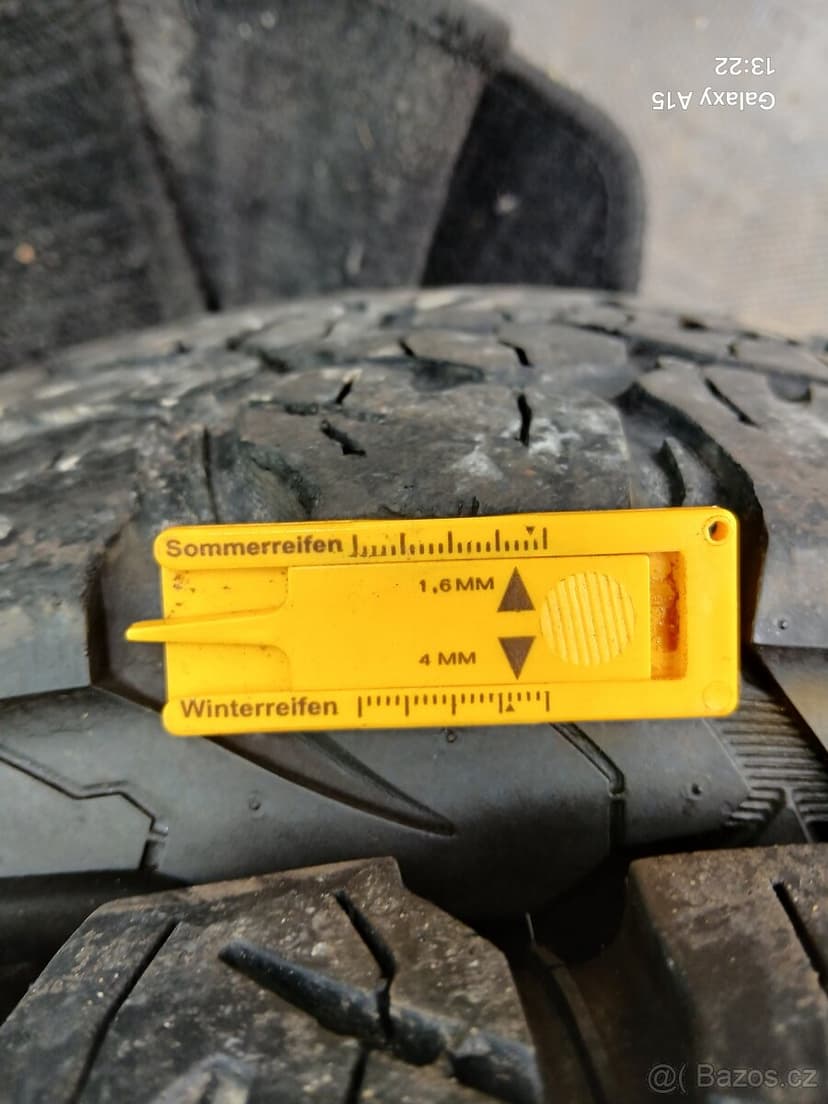 Galaxy A15
13:22
Sommerreifen
1,6 MM
4 MM
Winterreifen
@( Bazos.cz